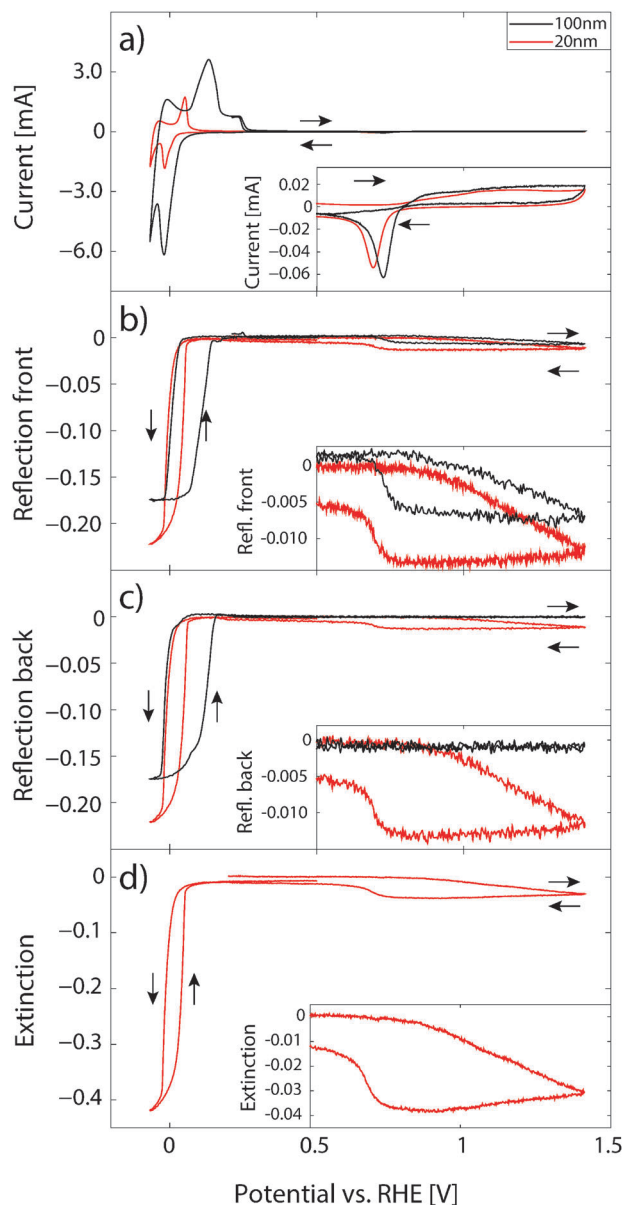 a)
100nm
20nm
3.0
0
−3.0
−6.0
Current [mA]
0.02
0
-0.02
-0.04
-0.06
Current [mA]
b)
0
−0.05
−0.10
−0.15
−0.20
Reflection front
0
-0.005
-0.010
Refl. front
c)
0
−0.05
−0.10
−0.15
−0.20
Reflection back
0
-0.005
-0.010
Refl. back
d)
0
−0.1
−0.2
−0.3
−0.4
Extinction
0
-0.01
-0.02
-0.03
-0.04
Extinction
0 0.5 1 1.5
Potential vs. RHE [V]